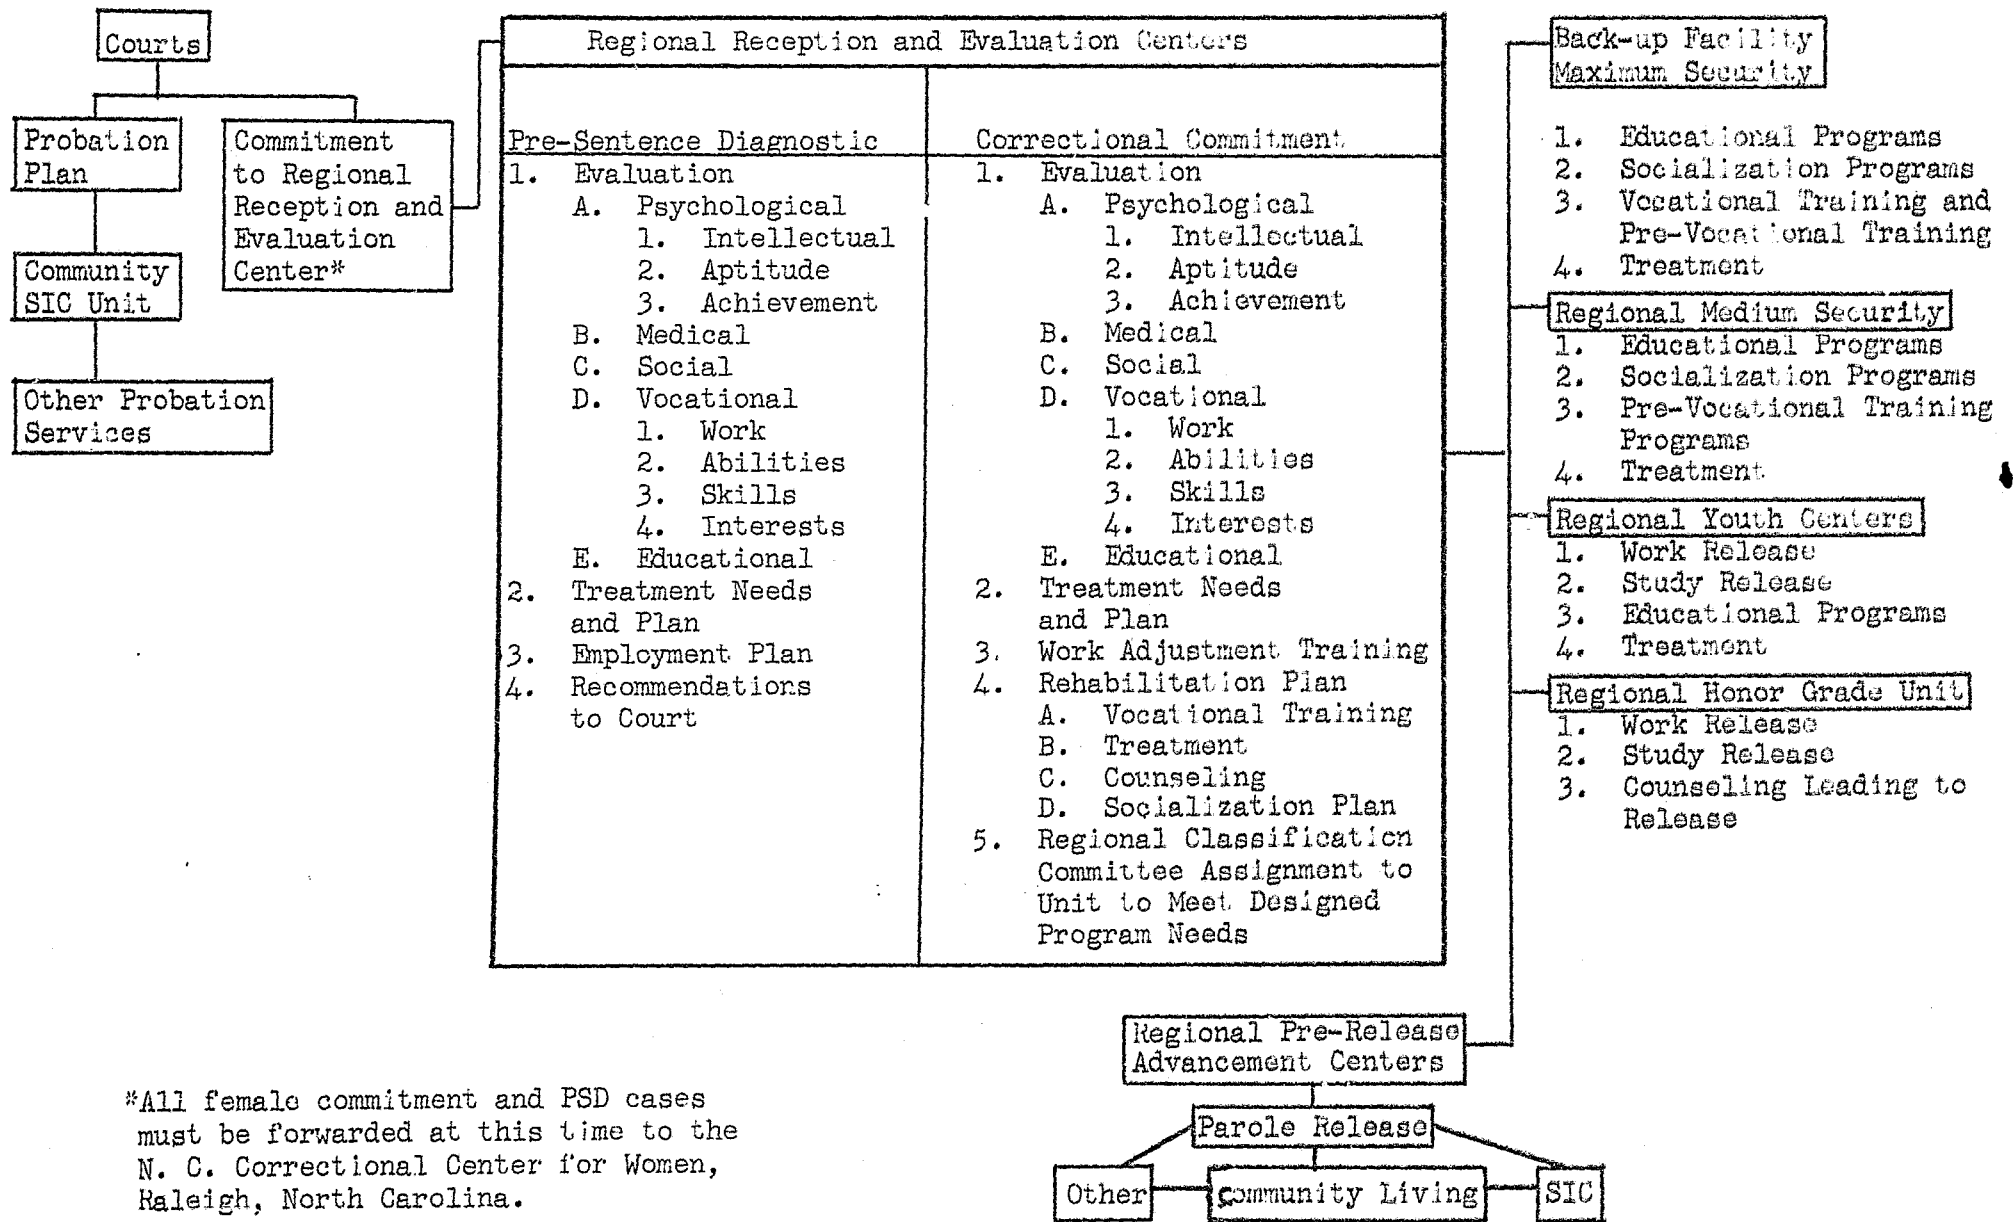 Courts
Probation
Plan
Community
SIC Unit
Other Probation
Services
Commitment
to Regional
Reception and
Evaluation
Center*
Regional Reception and Evaluation Centers
Pre-Sentence Diagnostic
1. Evaluation
A. Psychological
1. Intellectual
2. Aptitude
3. Achievement
B. Medical
C. Social
D. Vocational
1. Work
2. Abilities
3. Skills
4. Interests
E. Educational
2. Treatment Needs
and Plan
3. Employment Plan
4. Recommendations
to Court
Correctional Commitment
1. Evaluation
A. Psychological
1. Intellectual
2. Aptitude
3. Achievement
B. Medical
C. Social
D. Vocational
1. Work
2. Abilities
3. Skills
4. Interests
E. Educational
2. Treatment Needs
and Plan
3. Work Adjustment Training
4. Rehabilitation Plan
A. Vocational Training
B. Treatment
C. Counseling
D. Socialization Plan
5. Regional Classification
Committee Assignment to
Unit to Meet Designed
Program Needs
Back-up Facility
Maximum Security
1. Educational Programs
2. Socialization Programs
3. Vocational Training and
Pre-Vocational Training
4. Treatment
Regional Medium Security
1. Educational Programs
2. Socialization Programs
3. Pre-Vocational Training
Programs
4. Treatment
Regional Youth Centers
1. Work Release
2. Study Release
3. Educational Programs
4. Treatment
Regional Honor Grade Unit
1. Work Release
2. Study Release
3. Counseling Leading to
Release
Regional Pre-Release
Advancement Centers
Parole Release
Other
Community Living
SIC
*All female commitment and PSD cases
must be forwarded at this time to the
N. C. Correctional Center for Women,
Raleigh, North Carolina.